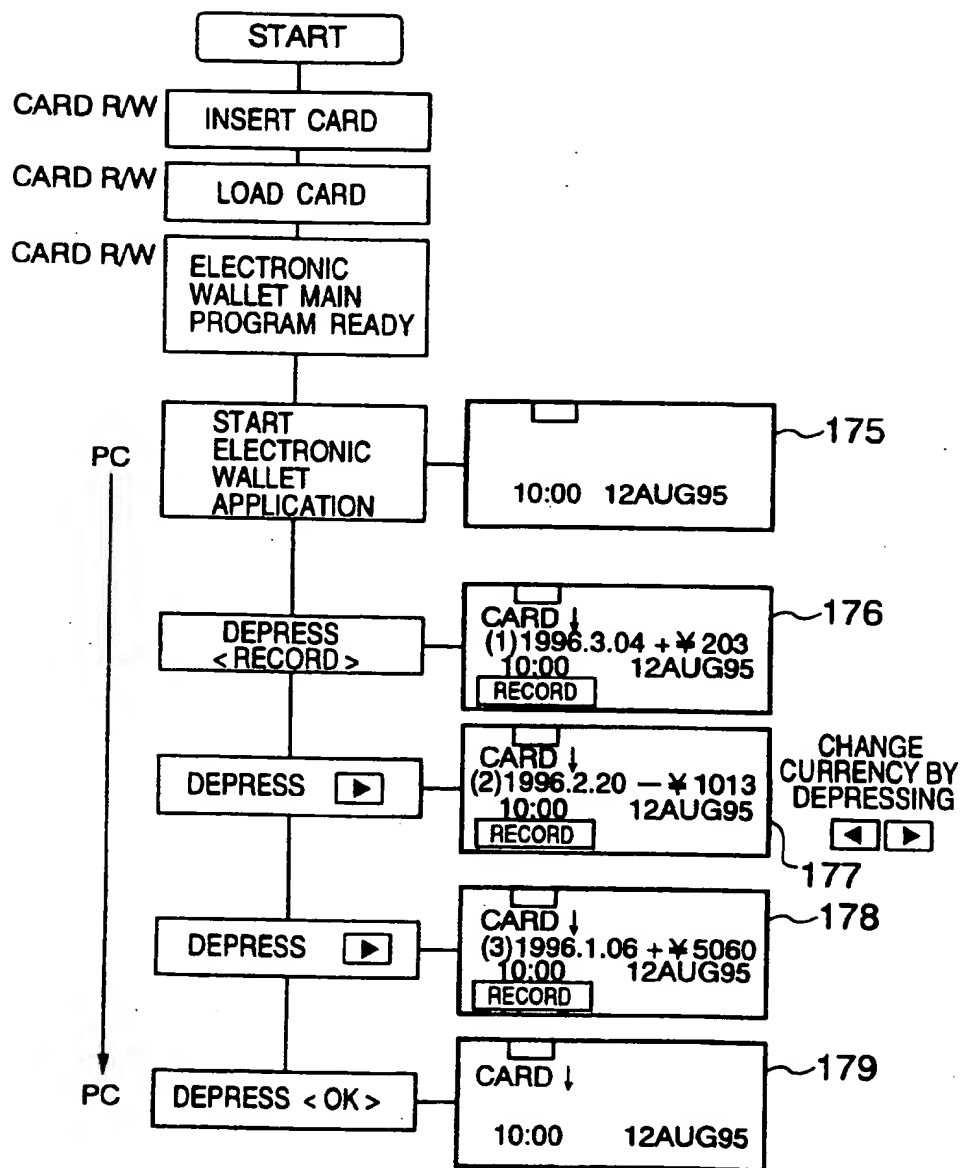 START
CARD R/W
INSERT CARD
CARD R/W
LOAD CARD
CARD R/W
ELECTRONIC
WALLET MAIN
PROGRAM READY
PC
START
ELECTRONIC
WALLET
APPLICATION
10:00 12AUG95
175
DEPRESS
<RECORD>
CARD ↓
(1)1996.3.04 + ¥ 203
10:00 12AUG95
RECORD
176
DEPRESS ▶
CARD ↓
(2)1996.2.20 — ¥ 1013
10:00 12AUG95
RECORD
177
CHANGE
CURRENCY BY
DEPRESSING
◀ ▶
DEPRESS ▶
CARD ↓
(3)1996.1.06 + ¥ 5060
10:00 12AUG95
RECORD
178
PC
DEPRESS <OK>
CARD ↓
10:00 12AUG95
179